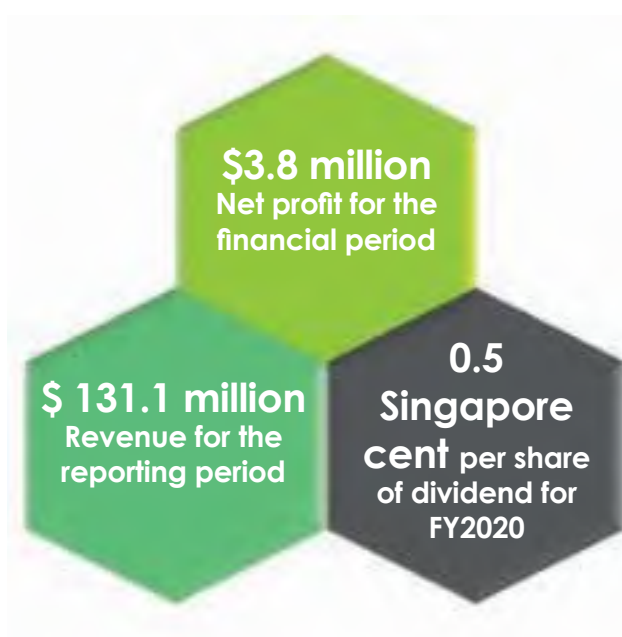 $3.8 million
Net profit for the
financial period
$ 131.1 million
Revenue for the
reporting period
0.5
Singapore
cent per share
of dividend for
FY2020